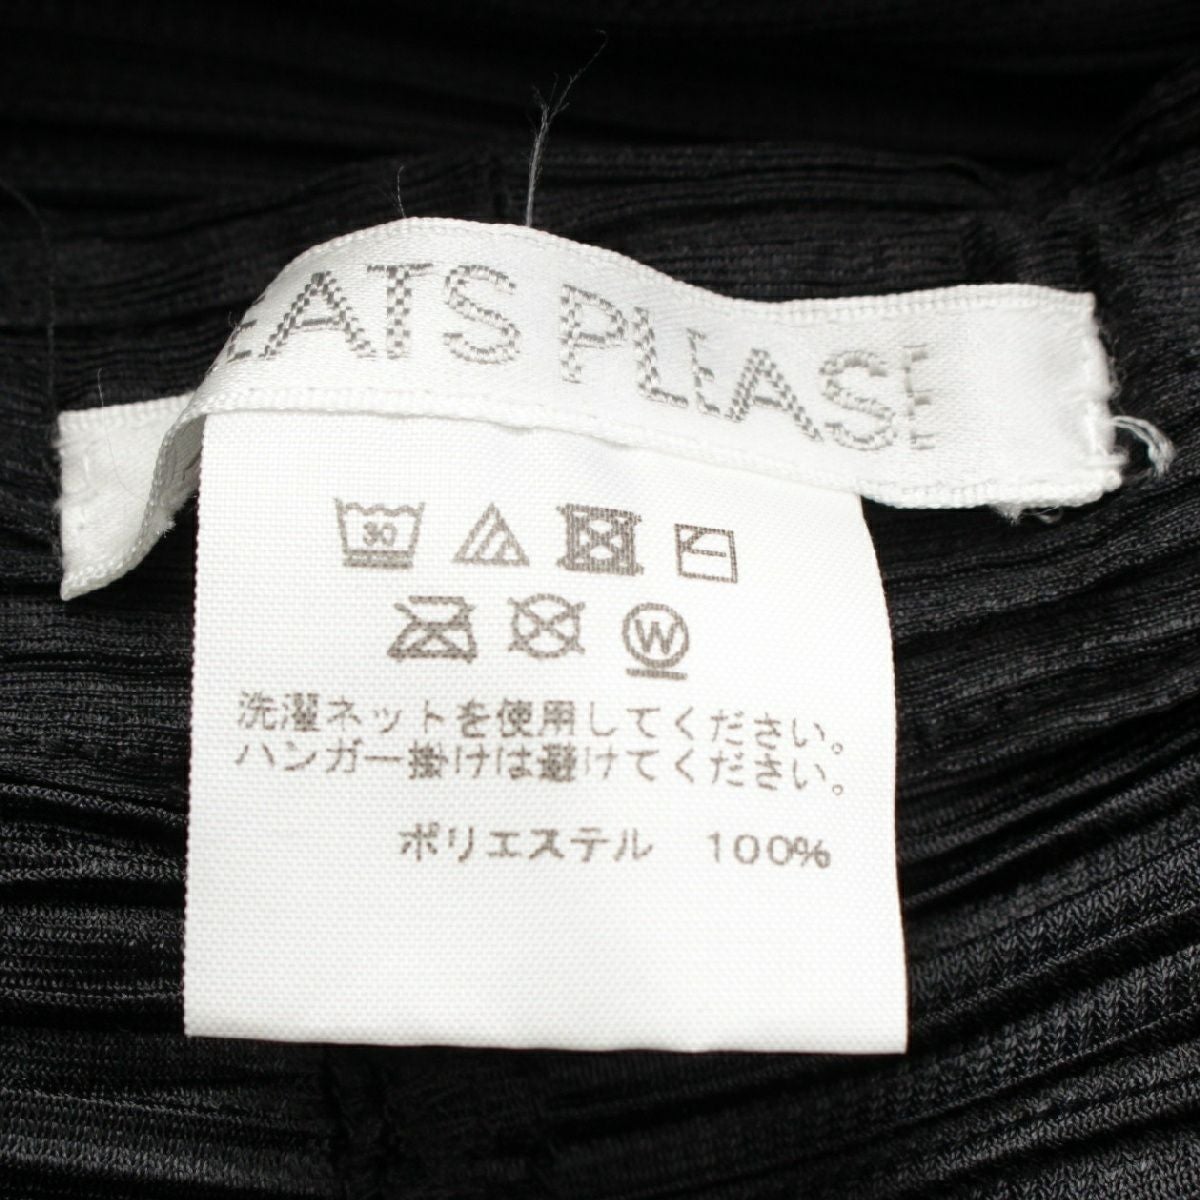 EATS PLEASE
30
W
洗濯ネットを使用してください。
ハンガー掛けは避けてください。
ポリエステル 100%